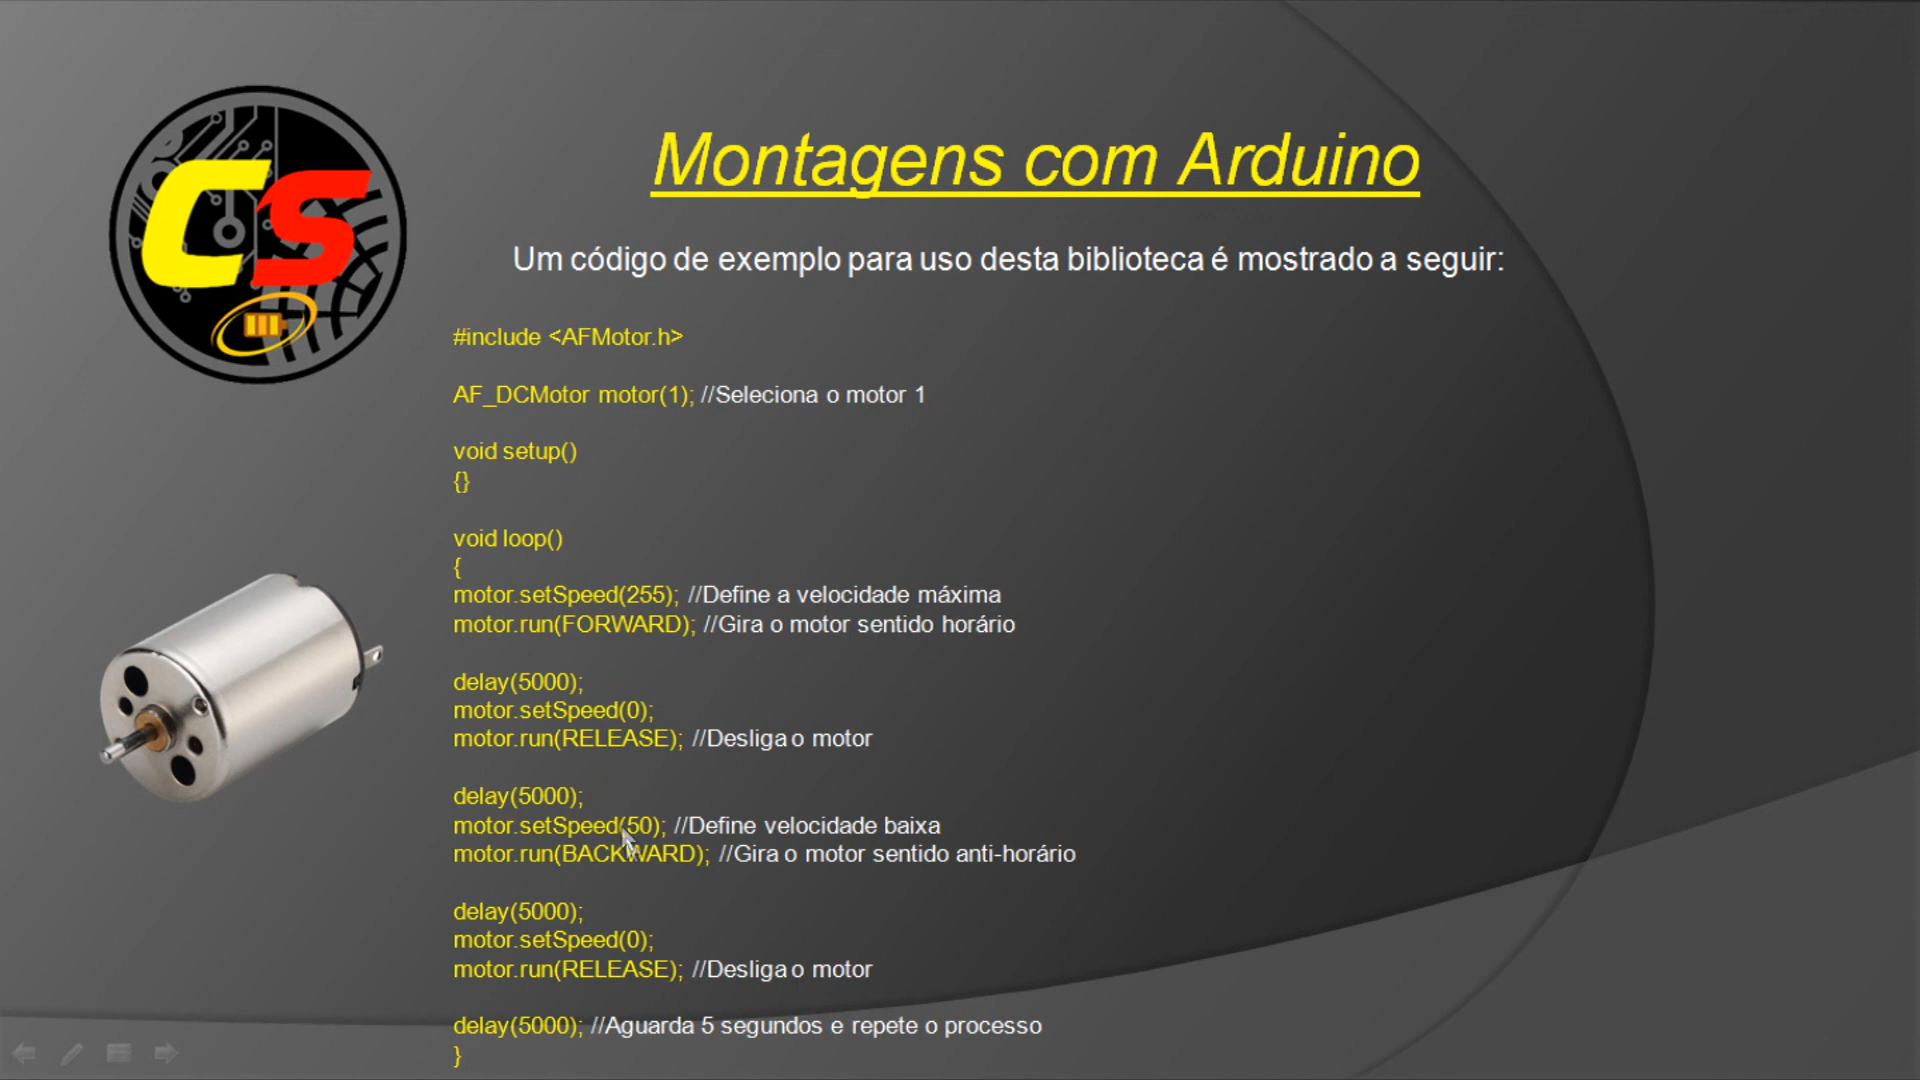 CS
Montagens com Arduino
Um código de exemplo para uso desta biblioteca é mostrado a seguir:
#include <AFMotor.h>
AF_DCMotor motor(1); //Seleciona o motor 1
void setup()
{}
void loop()
{
motor.setSpeed(255); //Define a velocidade máxima
motor.run(FORWARD); //Gira o motor sentido horário
delay(5000);
motor.setSpeed(0);
motor.run(RELEASE); //Desliga o motor
delay(5000);
motor.setSpeed(50); //Define velocidade baixa
motor.run(BACKWARD); //Gira o motor sentido anti-horário
delay(5000);
motor.setSpeed(0);
motor.run(RELEASE); //Desliga o motor
delay(5000); //Aguarda 5 segundos e repete o processo
}